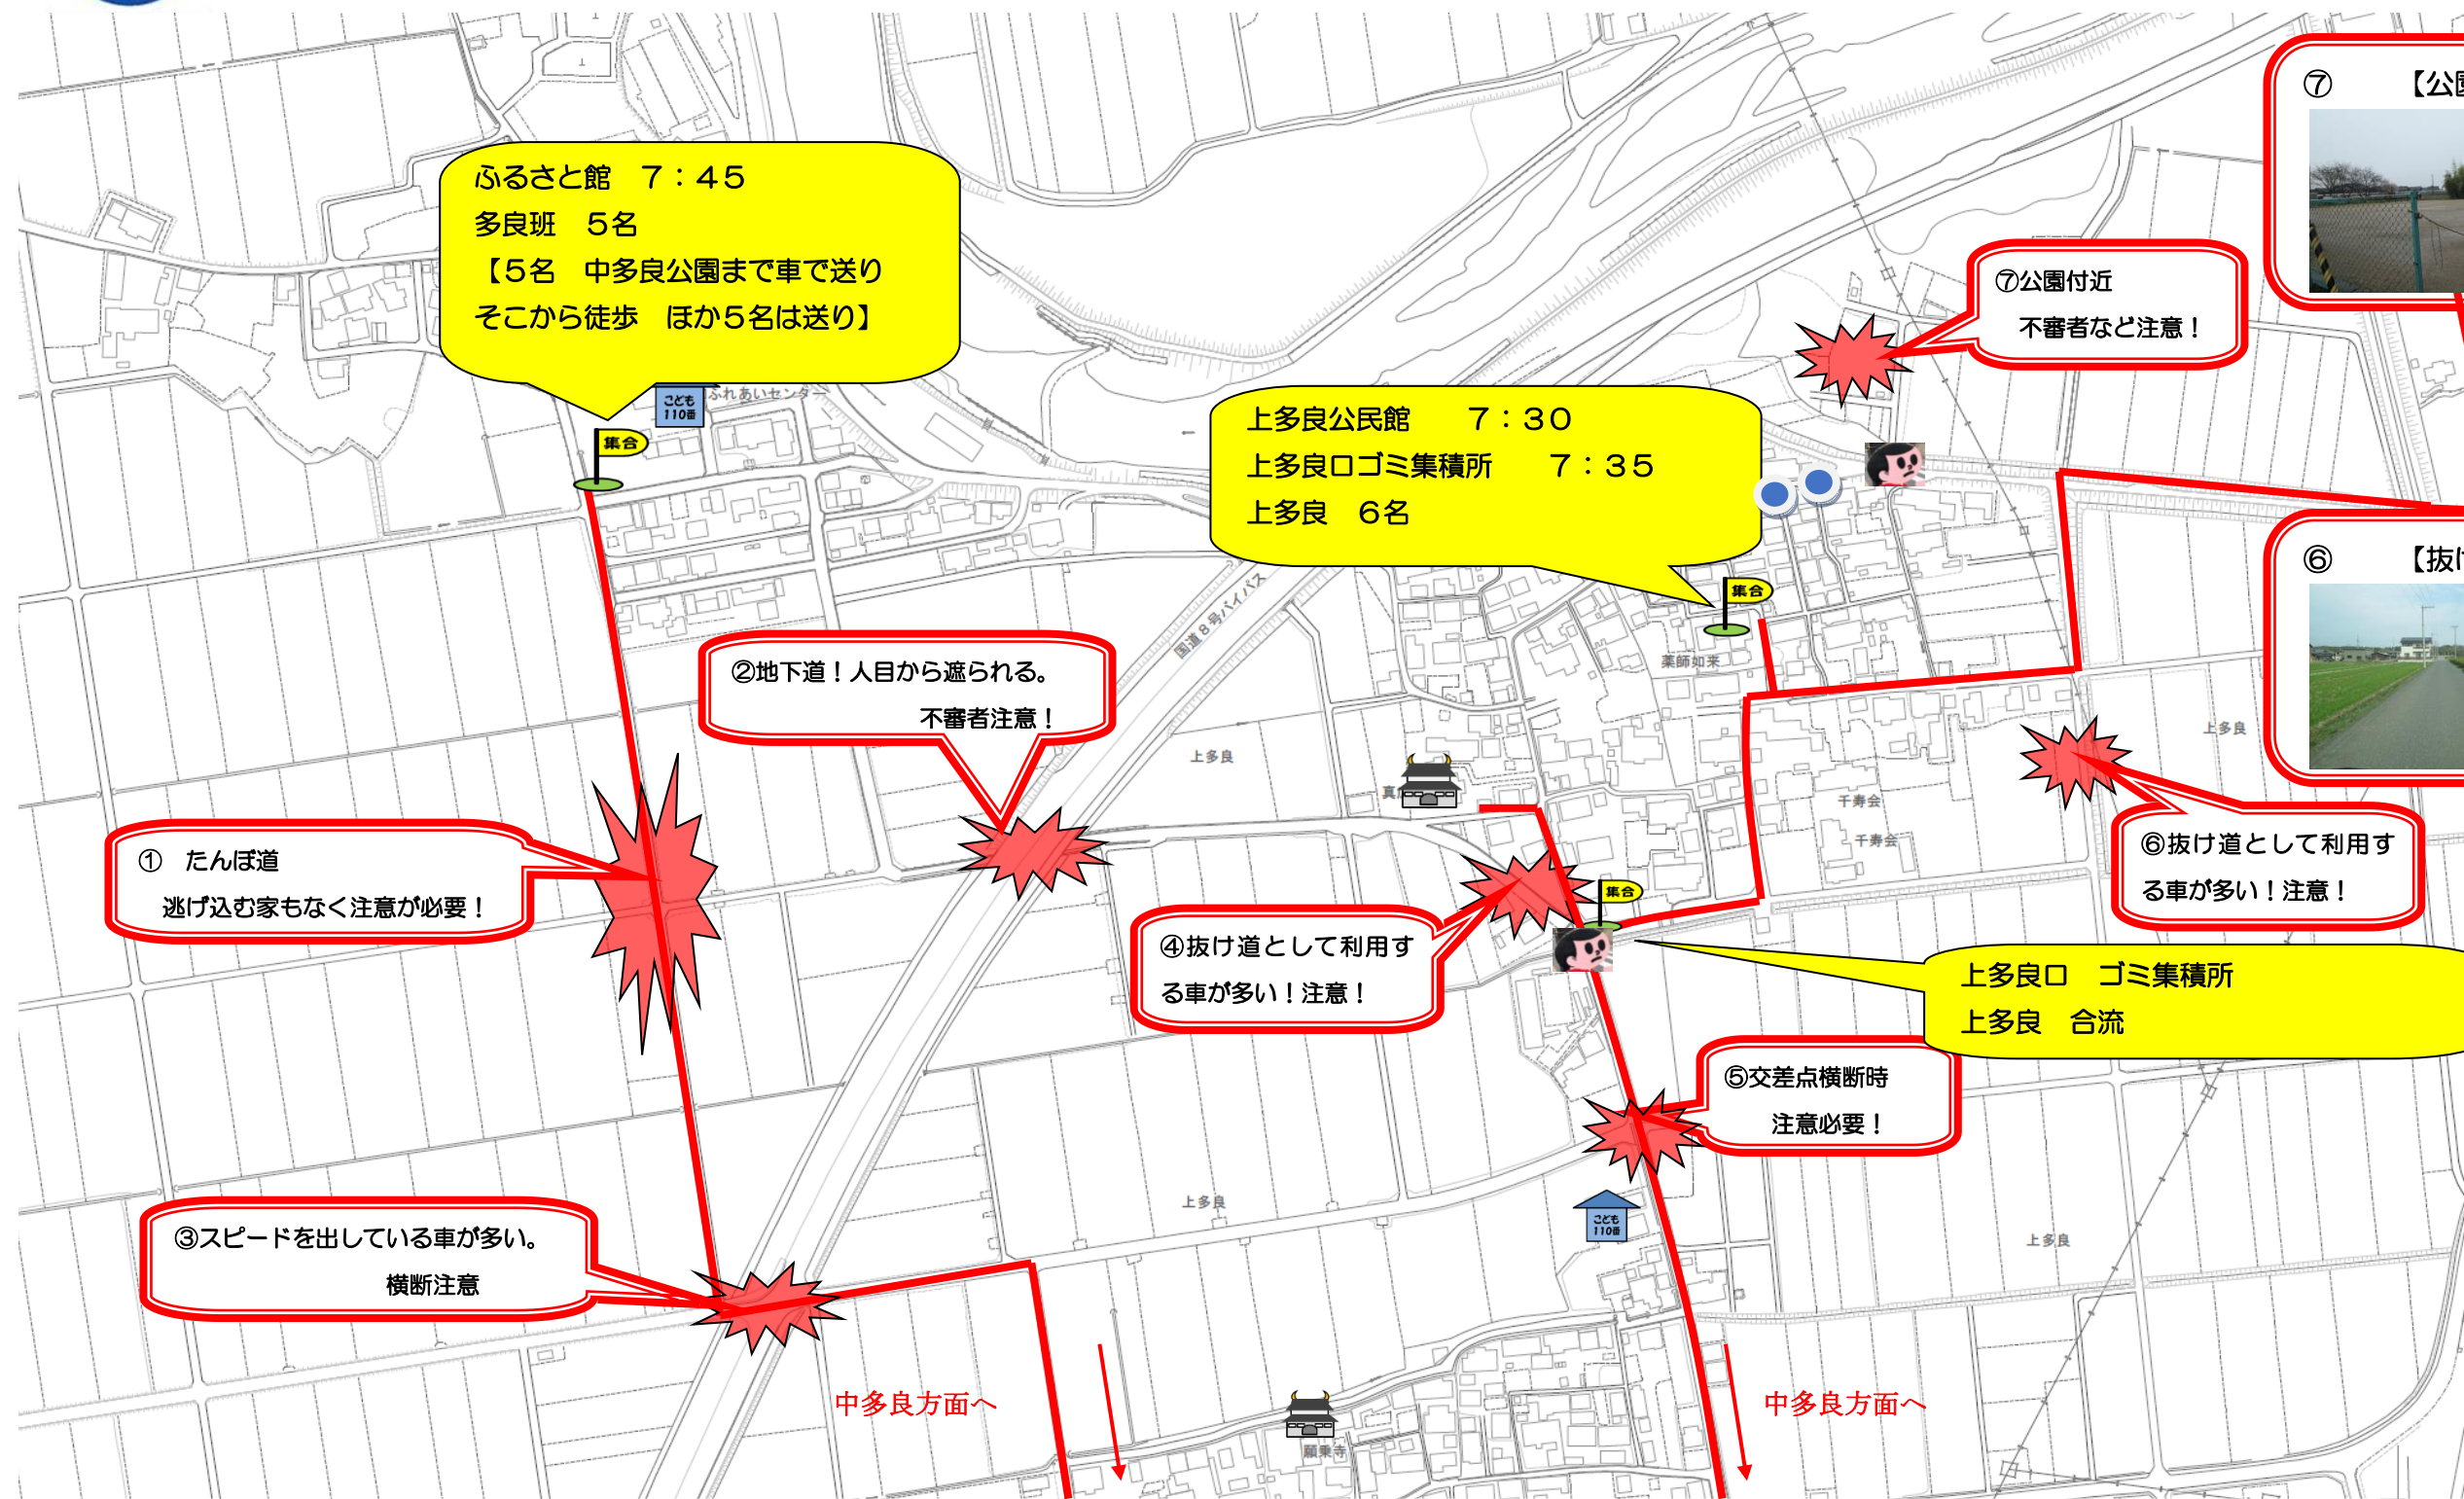 ⑦ 【公園
ふるさと館 ７：４５
多良班 ５名
【５名 中多良公園まで車で送り
そこから徒歩 ほか５名は送り】
⑦公園付近
不審者など注意！
こども
110番
ふれあいセンター
集合
上多良公民館 ７：３０
上多良口ゴミ集積所 ７：３５
上多良 ６名
⑥ 【抜け
国道８号バイパス
集合
薬師如来
②地下道！人目から遮られる。
不審者注意！
上多良
上多良
千寿会
千寿会
① たんぼ道
逃げ込む家もなく注意が必要！
⑥抜け道として利用す
る車が多い！注意！
集合
④抜け道として利用す
る車が多い！注意！
上多良口 ゴミ集積所
上多良 合流
⑤交差点横断時
注意必要！
上多良
こども
110番
上多良
③スピードを出している車が多い。
横断注意
中多良方面へ
中多良方面へ
願乗寺